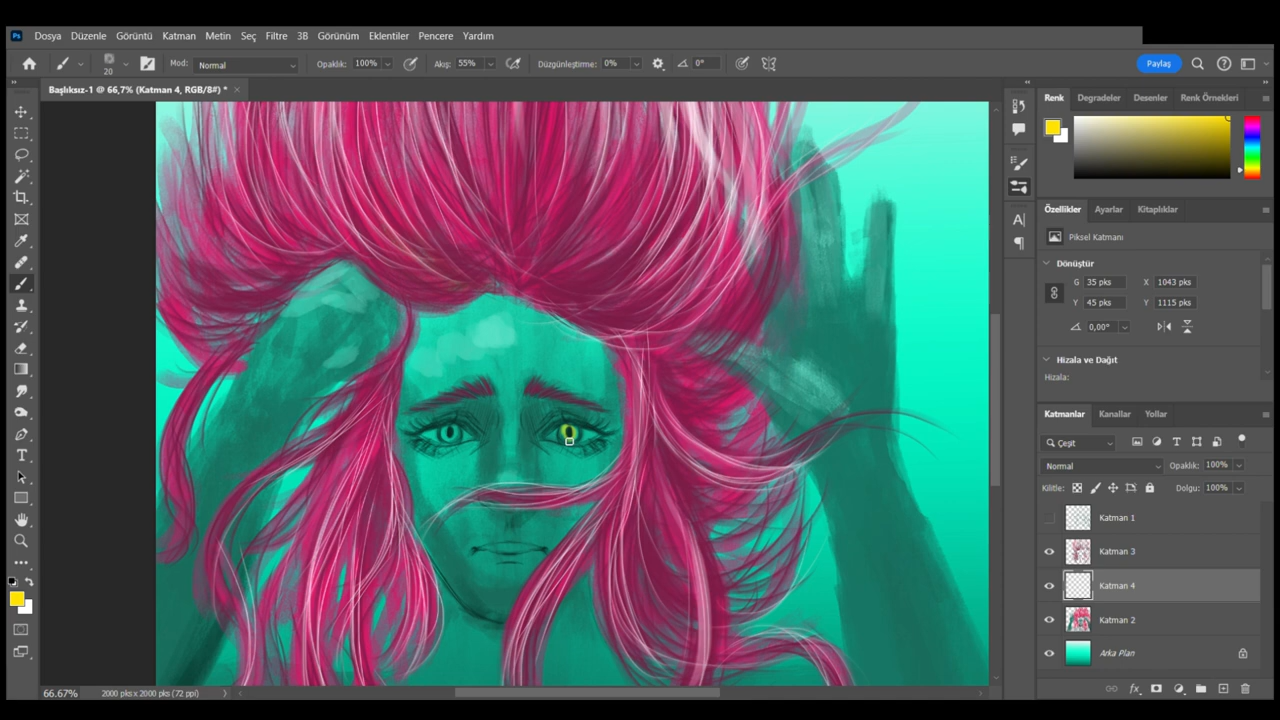 Ps Dosya Düzenle Görüntü Katman Metin Seç Filtre 3B Görünüm Eklentiler Pencere Yardım
20 Mod: Normal Opaklık: 100% Akış: 55% Düzgünleştirme: 0% 0° Paylaş
Başlıksız-1 @ 66,7% (Katman 4, RGB/8#) *
Renk Degradeler Desenler Renk Örnekleri
Özellikler Ayarlar Kitaplıklar
Piksel Katmanı
Dönüştür
G 35 pks X 1043 pks
Y 45 pks Y 1115 pks
0,00°
Hizala ve Dağıt
Hizala:
Katmanlar Kanallar Yollar
Çeşit
Normal Opaklık: 100%
Kilitle: Dolgu: 100%
Katman 1
Katman 3
Katman 4
Katman 2
Arka Plan
66.67% 2000 pks x 2000 pks (72 ppi)